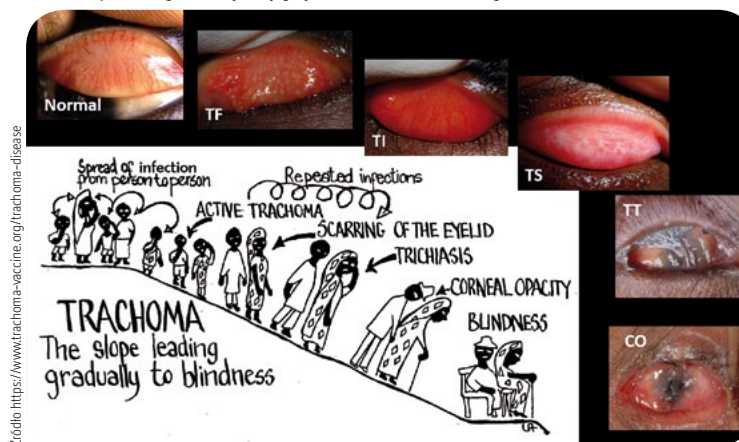 Normal
TF
TI
TS
TT
CO
Spread of infection
from person to person
Repeated infections
ACTIVE TRACHOMA
SCARRING OF THE EYELID
TRICHIASIS
CORNEAL OPACITY
BLINDNESS
TRACHOMA
The slope leading
gradually to blindness
https://www.trachoma-vaccine.org/trachoma-disease